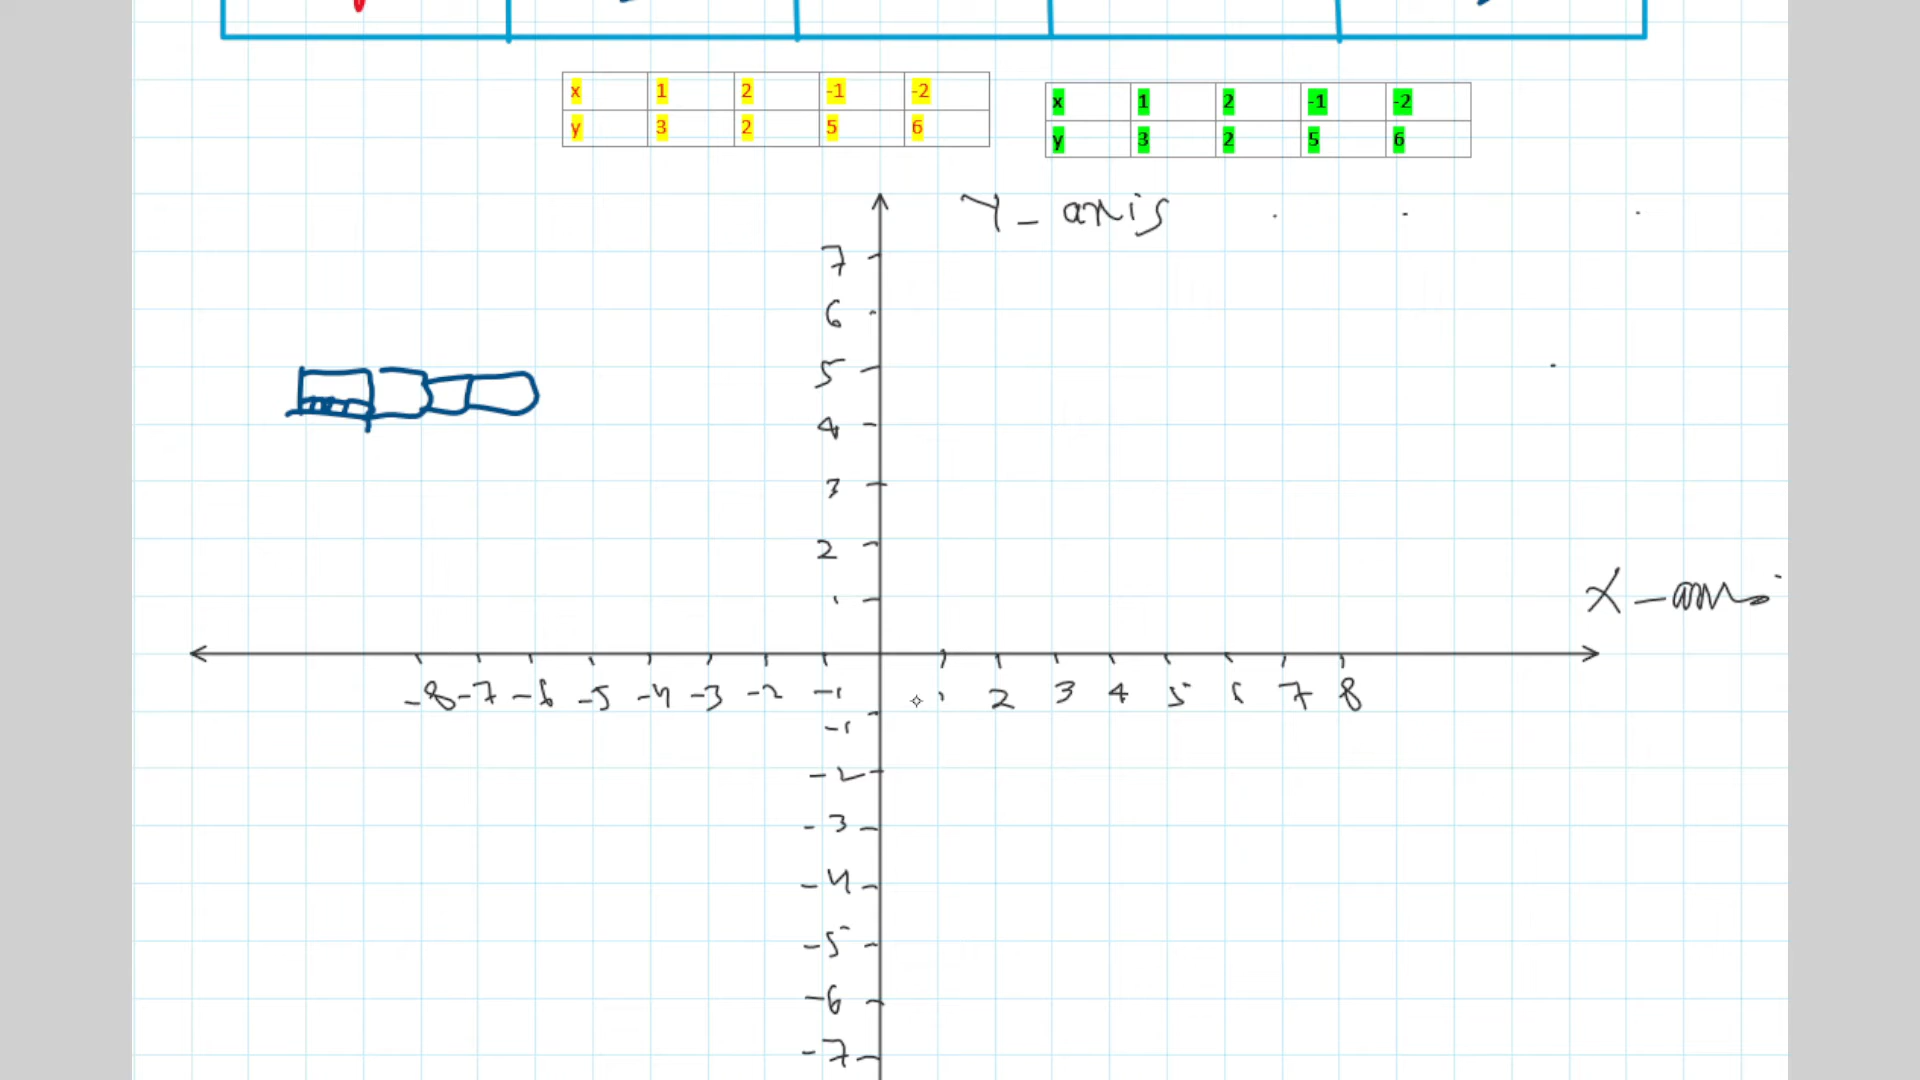 x 1 2 -1 -2
y 3 2 5 6
x 1 2 -1 -2
y 3 2 5 6
Y - axis
7
6
5
4
3
2
1
X - axis
-8 -7 -6 -5 -4 -3 -2 -1 1 2 3 4 5 6 7 8
-1
-2
-3
-4
-5
-6
-7